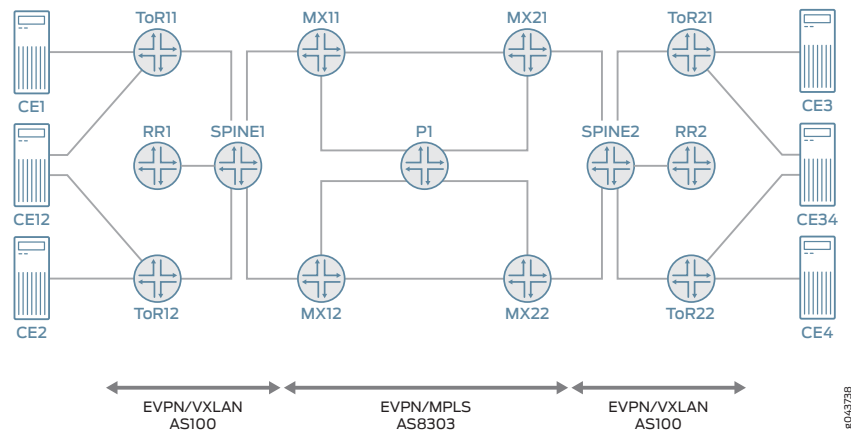 ToR11
MX11
MX21
ToR21
CE1
CE3
RR1
SPINE1
P1
SPINE2
RR2
CE12
CE34
ToR12
MX12
MX22
ToR22
CE2
CE4
EVPN/VXLAN
AS100
EVPN/MPLS
AS8303
EVPN/VXLAN
AS100
g043738